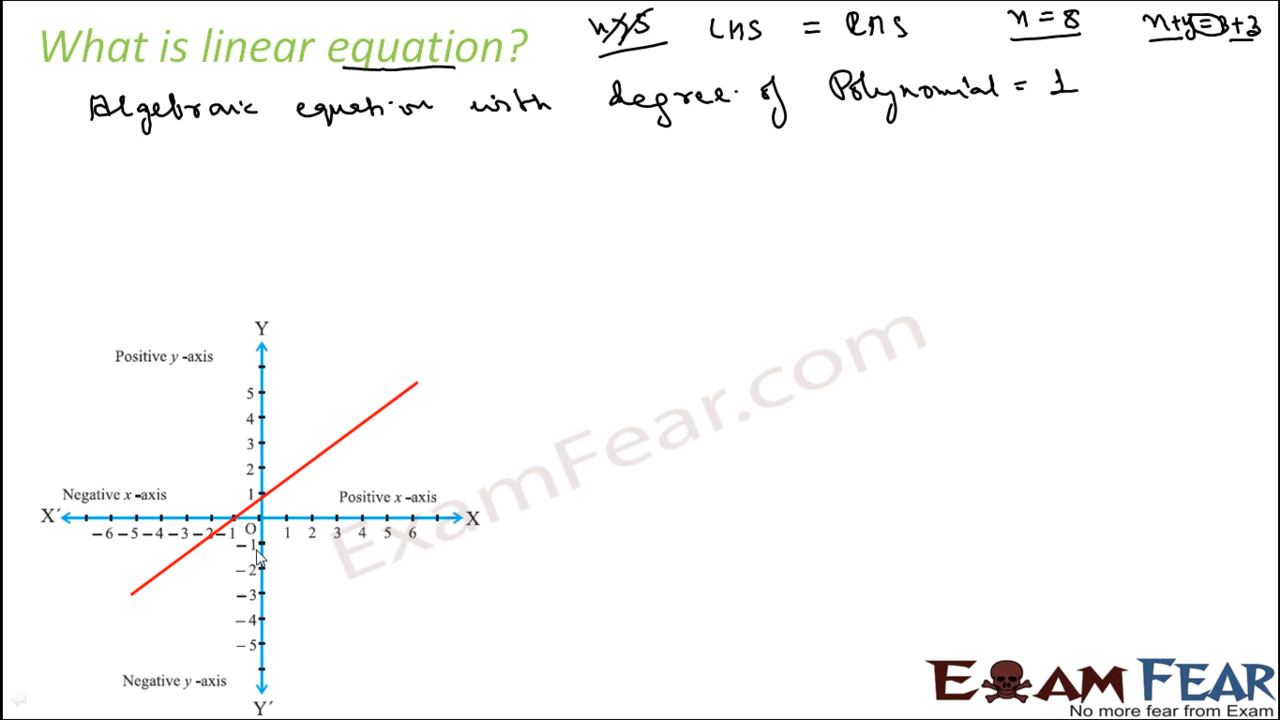 What is linear equation?
x>5 LHS = RHS x = 8 x+y=3+3
Algebraic equation with degree of Polynomial = 1
Y
Positive y -axis
5
4
3
2
1
Negative x -axis Positive x -axis
X′ X
O
−6 −5 −4 −3 −2 −1 1 2 3 4 5 6
−1
−2
−3
−4
−5
Negative y -axis
Y′
ExamFear.com
EXAM FEAR
No more fear from Exam